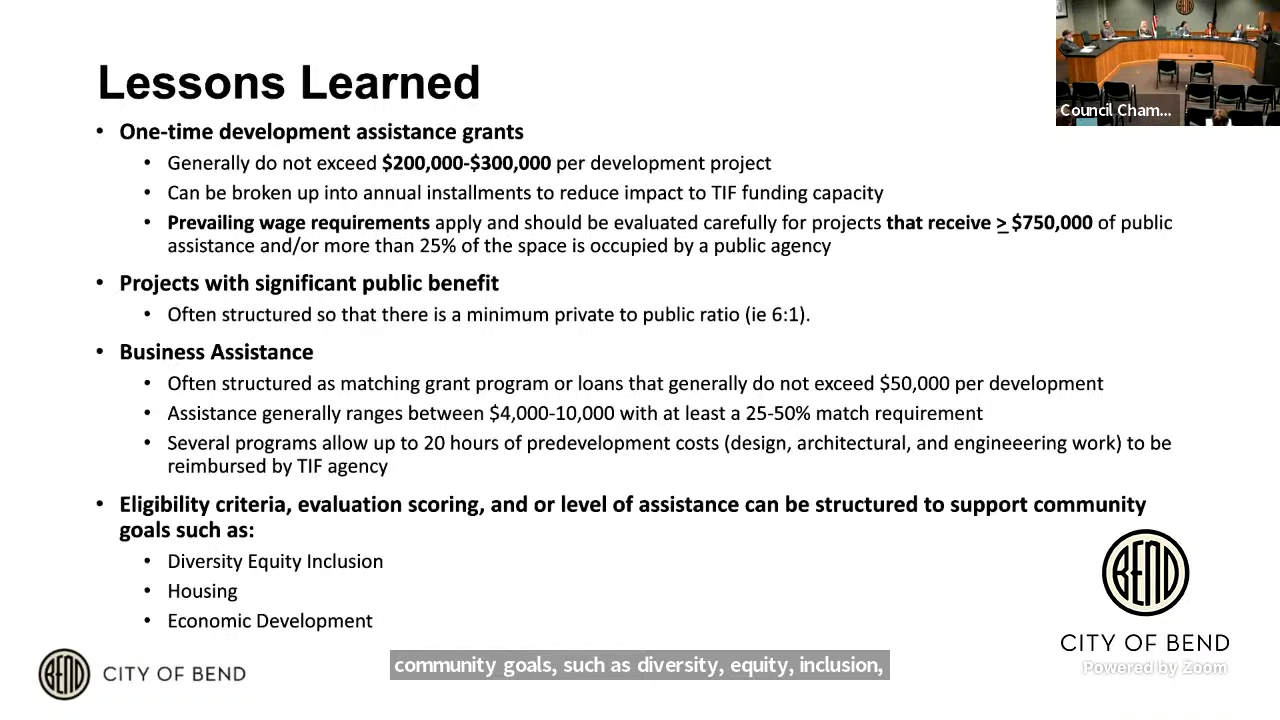 Lessons Learned
Council Cham...
• One-time development assistance grants
• Generally do not exceed $200,000-$300,000 per development project
• Can be broken up into annual installments to reduce impact to TIF funding capacity
• Prevailing wage requirements apply and should be evaluated carefully for projects that receive > $750,000 of public
assistance and/or more than 25% of the space is occupied by a public agency
• Projects with significant public benefit
• Often structured so that there is a minimum private to public ratio (ie 6:1).
• Business Assistance
• Often structured as matching grant program or loans that generally do not exceed $50,000 per development
• Assistance generally ranges between $4,000-10,000 with at least a 25-50% match requirement
• Several programs allow up to 20 hours of predevelopment costs (design, architectural, and engineeering work) to be
reimbursed by TIF agency
• Eligibility criteria, evaluation scoring, and or level of assistance can be structured to support community
goals such as:
• Diversity Equity Inclusion
• Housing
• Economic Development
BEND
CITY OF BEND
Powered by Zoom
BEND
CITY OF BEND
community goals, such as diversity, equity, inclusion,